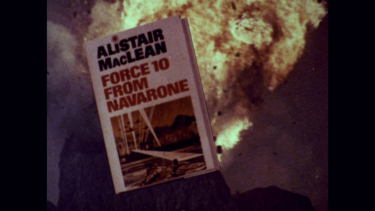 ALISTAIR
MACLEAN
FORCE 10
FROM
NAVARONE